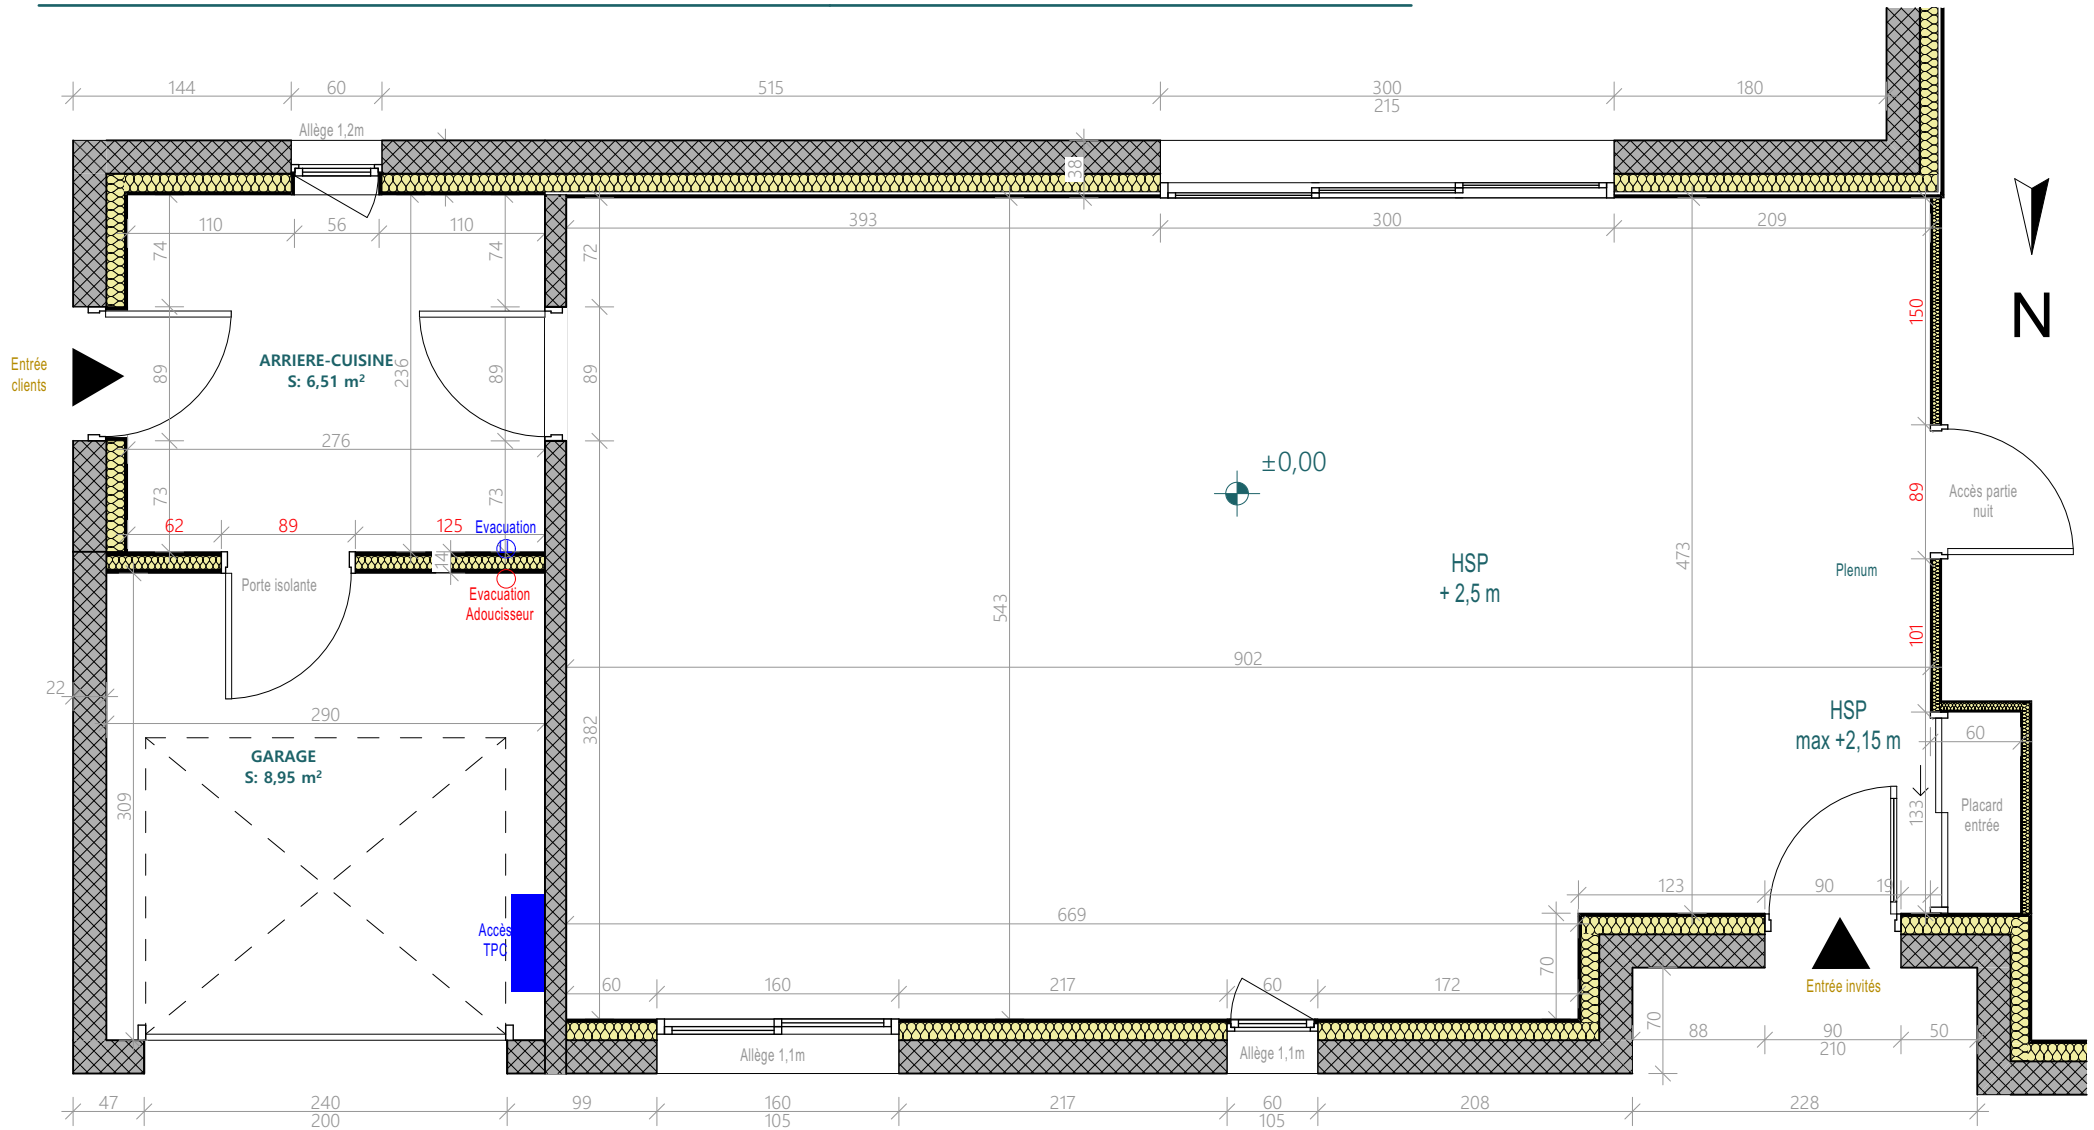 144
60
515
300
215
180
Allège 1,2m
38
110
56
110
393
300
209
74
74
72
N
150
Entrée
clients
89
ARRIERE-CUISINE
S: 6,51 m²
236
89
89
276
±0,00
73
73
62
89
125
Evacuation
89
Accès partie
nuit
14
Porte isolante
Evacuation
Adoucisseur
HSP
+ 2,5 m
473
Plenum
543
101
902
22
290
382
HSP
max +2,15 m
60
GARAGE
S: 8,95 m²
309
133
Placard
entrée
123
90
19
669
Accès
TPC
70
60
160
217
60
172
Entrée invités
70
88
90
210
50
Allège 1,1m
Allège 1,1m
47
240
200
99
160
105
217
60
105
208
228